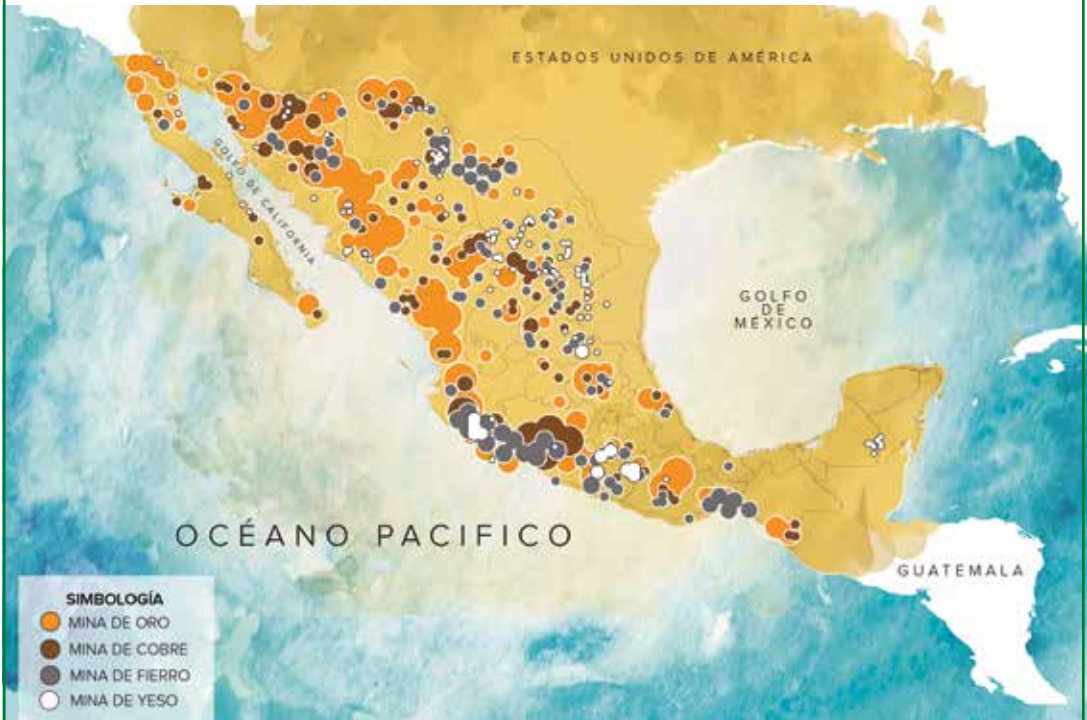 ESTADOS UNIDOS DE AMÉRICA
GOLFO DE CALIFORNIA
GOLFO
DE
MÉXICO
OCÉANO PACIFICO
GUATEMALA
SIMBOLOGÍA
MINA DE ORO
MINA DE COBRE
MINA DE FIERRO
MINA DE YESO